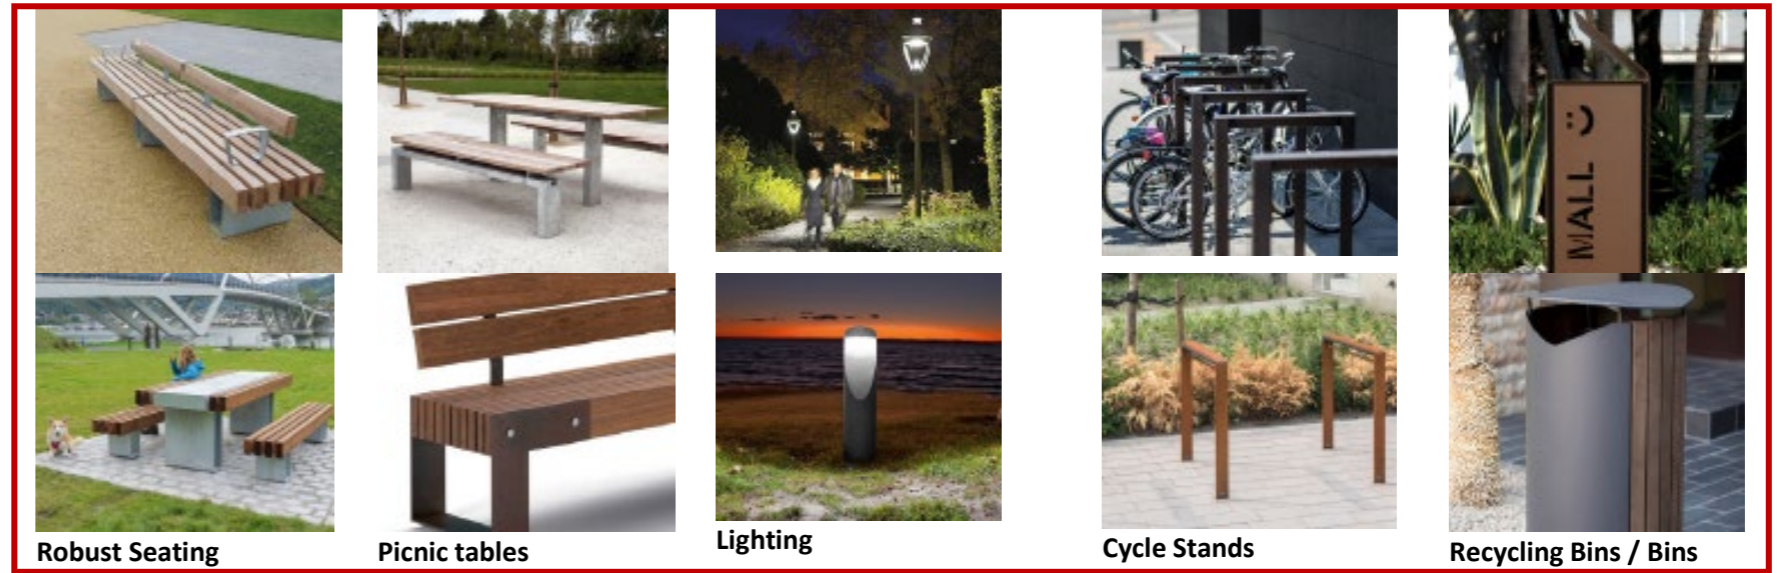 MALL :)
Robust Seating
Picnic tables
Lighting
Cycle Stands
Recycling Bins / Bins